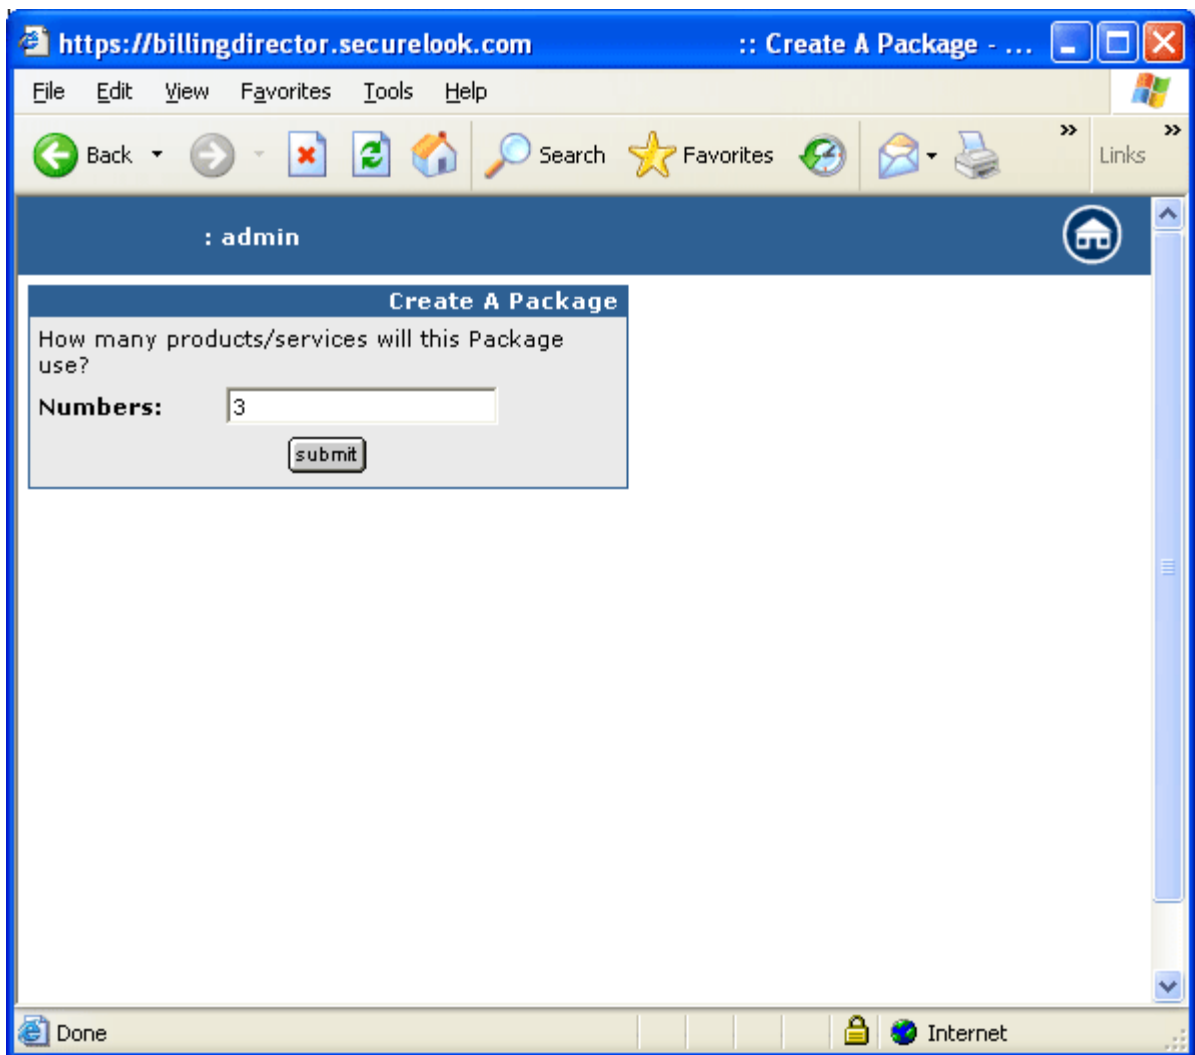 https://billingdirector.securelook.com :: Create A Package - ...
File Edit View Favorites Tools Help
Back Search Favorites Links
: admin
Create A Package
How many products/services will this Package
use?
Numbers: 3
submit
Done Internet